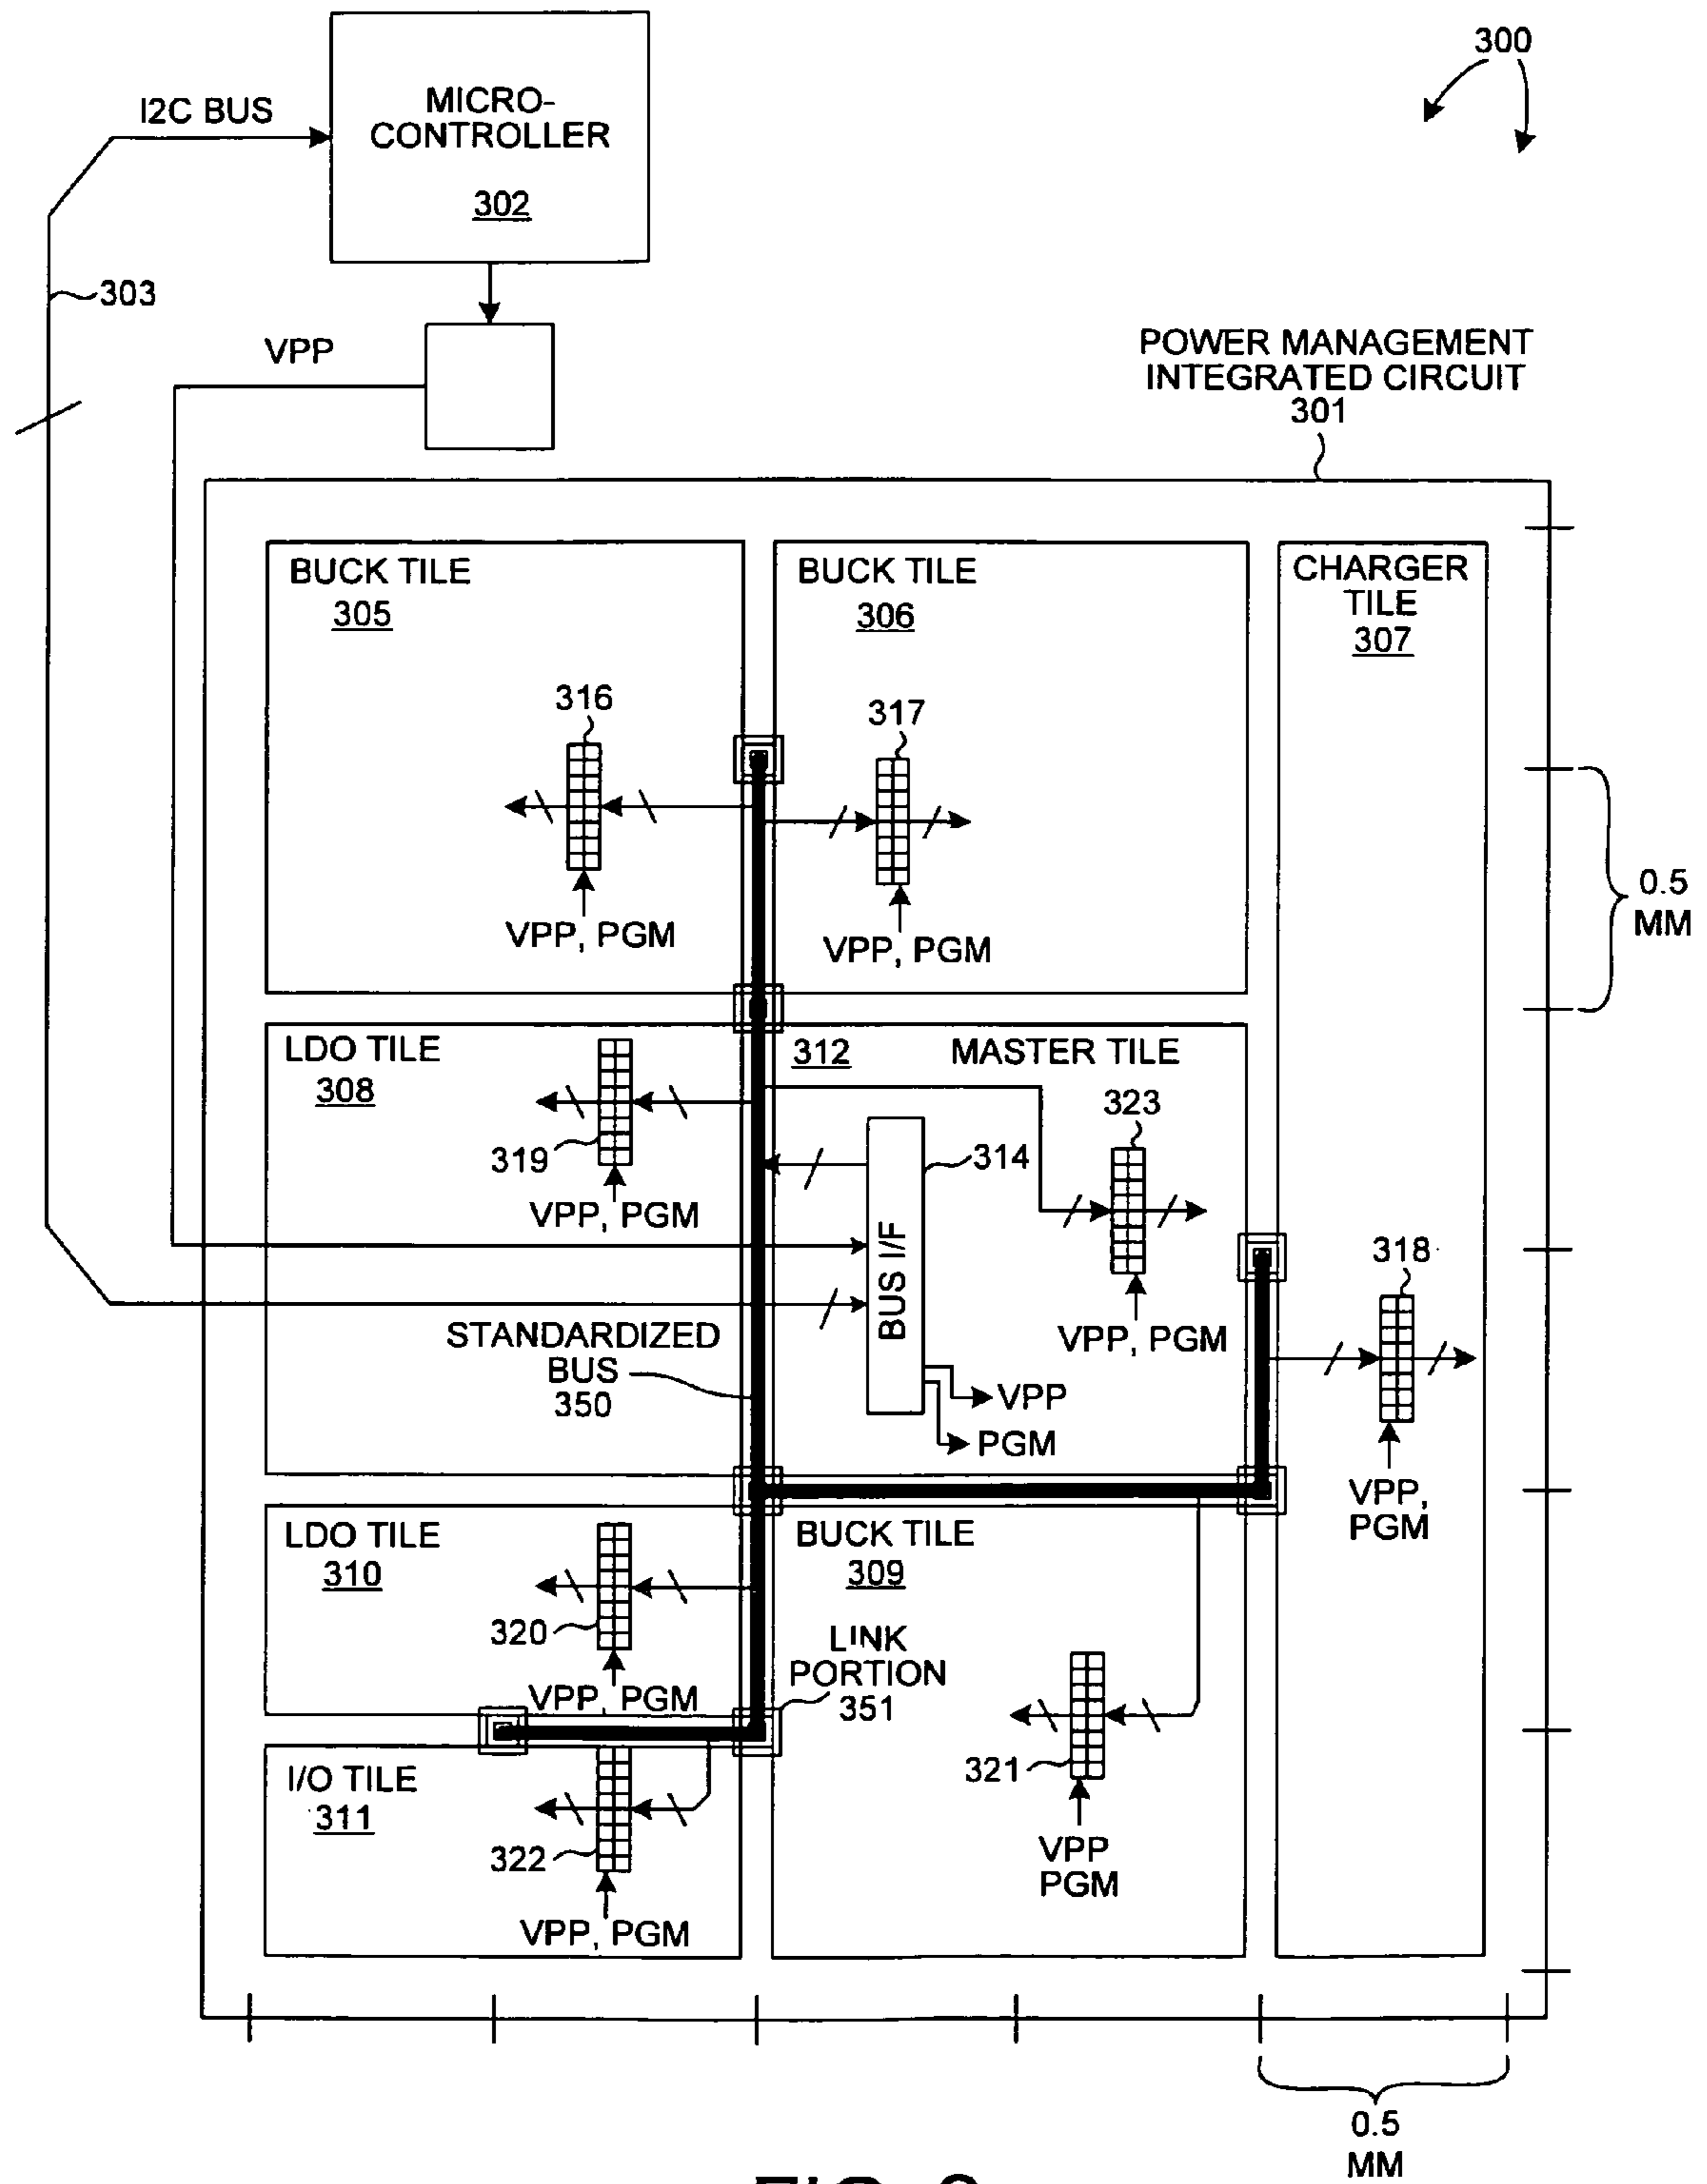 300
I2C BUS
MICRO-
CONTROLLER
302
303
VPP
POWER MANAGEMENT
INTEGRATED CIRCUIT
301
BUCK TILE
305
BUCK TILE
306
CHARGER
TILE
307
316
317
VPP, PGM
VPP, PGM
0.5
MM
LDO TILE
308
312
MASTER TILE
323
319
314
VPP, PGM
BUS I/F
318
STANDARDIZED
BUS
350
VPP, PGM
VPP
PGM
VPP,
PGM
LDO TILE
310
BUCK TILE
309
320
LINK
PORTION
351
VPP, PGM
I/O TILE
311
321
322
VPP
PGM
VPP, PGM
0.5
MM